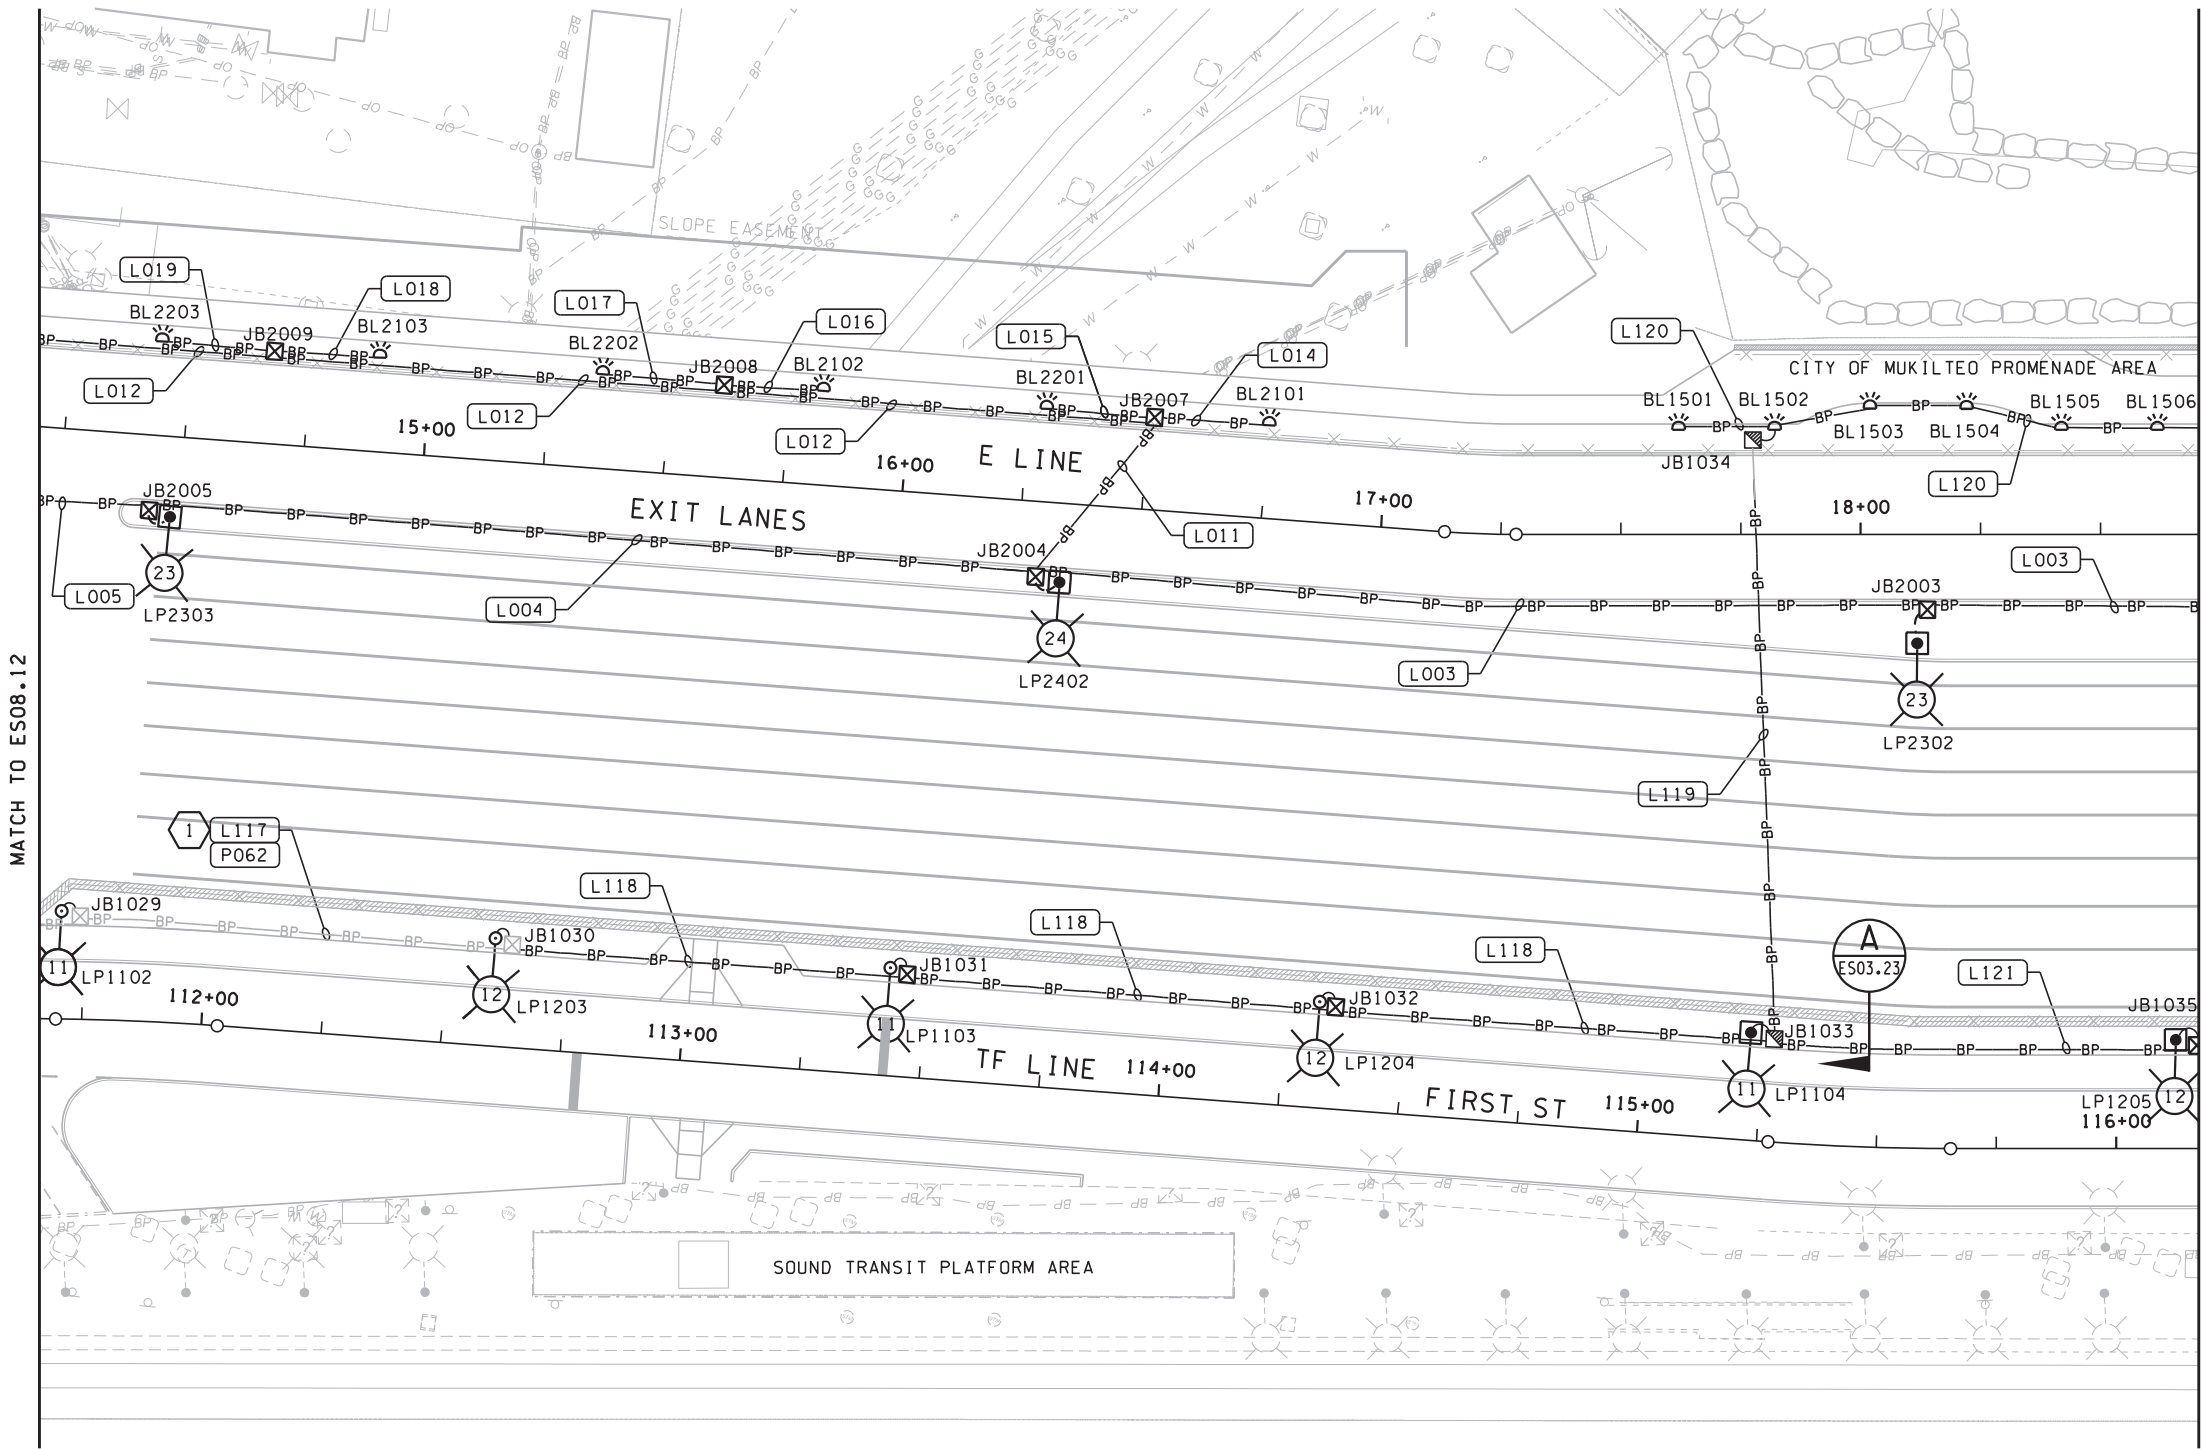 SLOPE EASEMENT
L019
L018
L017
L016
L015
L014
L120
BL2203
JB2009
BL2103
BL2202
JB2008
BL2102
BL2201
JB2007
BL2101
CITY OF MUKILTEO PROMENADE AREA
BL1501
BL1502
BL1503
BL1504
BL1505
BL1506
L012
L012
L012
JB1034
L120
15+00
16+00
E LINE
17+00
18+00
JB2005
EXIT LANES
L011
JB2004
L003
JB2003
L005
23
LP2303
L004
24
LP2402
L003
23
LP2302
MATCH TO ES08.12
L119
1
L117
P062
L118
L118
L118
A
ES03.23
L121
JB1029
JB1030
JB1031
JB1032
JB1033
JB1035
11
LP1102
12
LP1203
11
LP1103
12
LP1204
11
LP1104
LP1205
12
112+00
113+00
TF LINE
114+00
FIRST ST
115+00
116+00
SOUND TRANSIT PLATFORM AREA